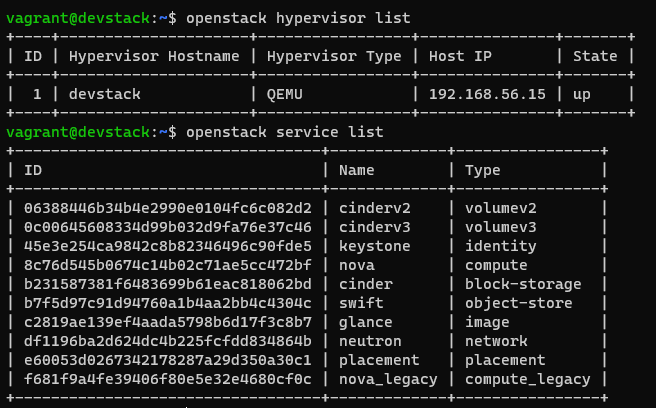 vagrant@devstack:~$ openstack hypervisor list
+----+---------------------+-----------------+---------------+-------+
| ID | Hypervisor Hostname | Hypervisor Type | Host IP       | State |
+----+---------------------+-----------------+---------------+-------+
|  1 | devstack            | QEMU            | 192.168.56.15 | up    |
+----+---------------------+-----------------+---------------+-------+
vagrant@devstack:~$ openstack service list
+----------------------------------+-------------+----------------+
| ID                               | Name        | Type           |
+----------------------------------+-------------+----------------+
| 06388446b34b4e2990e0104fc6c082d2 | cinderv2    | volumev2       |
| 0c00645608334d99b032d9fa76e37c46 | cinderv3    | volumev3       |
| 45e3e254ca9842c8b82346496c90fde5 | keystone    | identity       |
| 8c76d545b0674c14b02c71ae5cc472bf | nova        | compute        |
| b231587381f6483699b61eac818062bd | cinder      | block-storage  |
| b7f5d97c91d94760a1b4aa2bb4c4304c | swift       | object-store   |
| c2819ae139ef4aada5798b6d17f3c8b7 | glance      | image          |
| df1196ba2d624dc4b225fcfdd834864b | neutron     | network        |
| e60053d0267342178287a29d350a30c1 | placement   | placement      |
| f681f9a4fe39406f80e5e32e4680cf0c | nova_legacy | compute_legacy |
+----------------------------------+-------------+----------------+